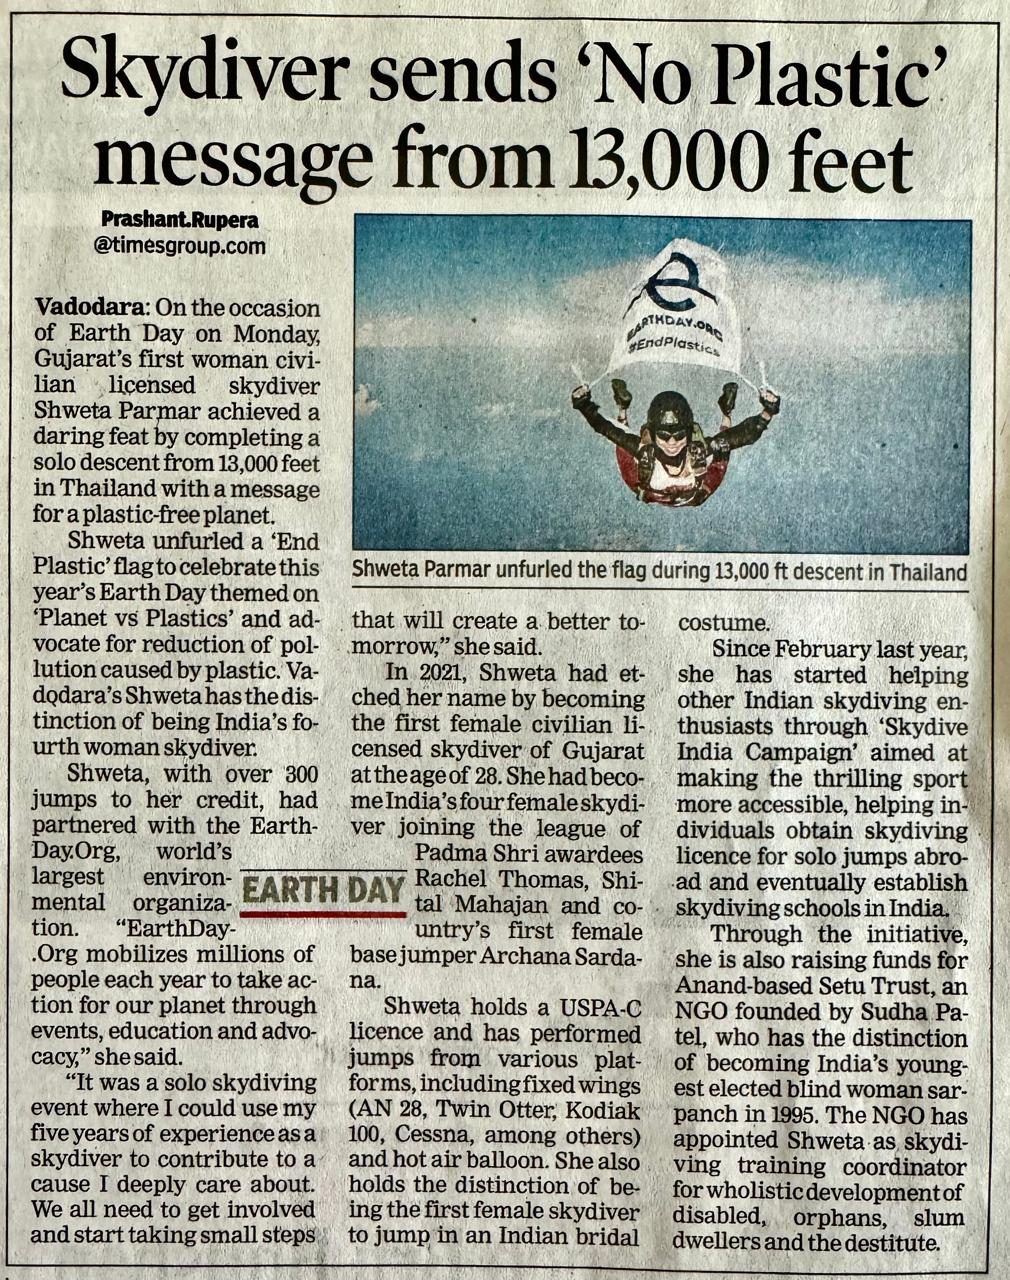 Skydiver sends ‘No Plastic’
message from 13,000 feet
Prashant.Rupera
@timesgroup.com
Vadodara: On the occasion
of Earth Day on Monday,
Gujarat’s first woman civi-
lian licensed skydiver
Shweta Parmar achieved a
daring feat by completing a
solo descent from 13,000 feet
in Thailand with a message
for a plastic-free planet.
Shweta unfurled a ‘End
Plastic’ flag to celebrate this
year’s Earth Day themed on
‘Planet vs Plastics’ and ad-
vocate for reduction of pol-
lution caused by plastic. Va-
dodara’s Shweta has the dis-
tinction of being India’s fo-
urth woman skydiver.
Shweta, with over 300
jumps to her credit, had
partnered with the Earth-
Day.Org, world’s
largest environ-
mental organiza-
tion. “EarthDay-
.Org mobilizes millions of
people each year to take ac-
tion for our planet through
events, education and advo-
cacy,” she said.
“It was a solo skydiving
event where I could use my
five years of experience as a
skydiver to contribute to a
cause I deeply care about.
We all need to get involved
and start taking small steps
EARTHDAY.ORG
#EndPlastics
Shweta Parmar unfurled the flag during 13,000 ft descent in Thailand
that will create a better to-
morrow,” she said.
In 2021, Shweta had et-
ched her name by becoming
the first female civilian li-
censed skydiver of Gujarat
at the age of 28. She had beco-
me India’s four female skydi-
ver joining the league of
Padma Shri awardees
Rachel Thomas, Shi-
tal Mahajan and co-
untry’s first female
base jumper Archana Sarda-
na.
EARTH DAY
Shweta holds a USPA-C
licence and has performed
jumps from various plat-
forms, including fixed wings
(AN 28, Twin Otter, Kodiak
100, Cessna, among others)
and hot air balloon. She also
holds the distinction of be-
ing the first female skydiver
to jump in an Indian bridal
costume.
Since February last year,
she has started helping
other Indian skydiving en-
thusiasts through ‘Skydive
India Campaign’ aimed at
making the thrilling sport
more accessible, helping in-
dividuals obtain skydiving
licence for solo jumps abro-
ad and eventually establish
skydiving schools in India.
Through the initiative,
she is also raising funds for
Anand-based Setu Trust, an
NGO founded by Sudha Pa-
tel, who has the distinction
of becoming India’s young-
est elected blind woman sar-
panch in 1995. The NGO has
appointed Shweta as skydi-
ving training coordinator
for wholistic development of
disabled, orphans, slum
dwellers and the destitute.